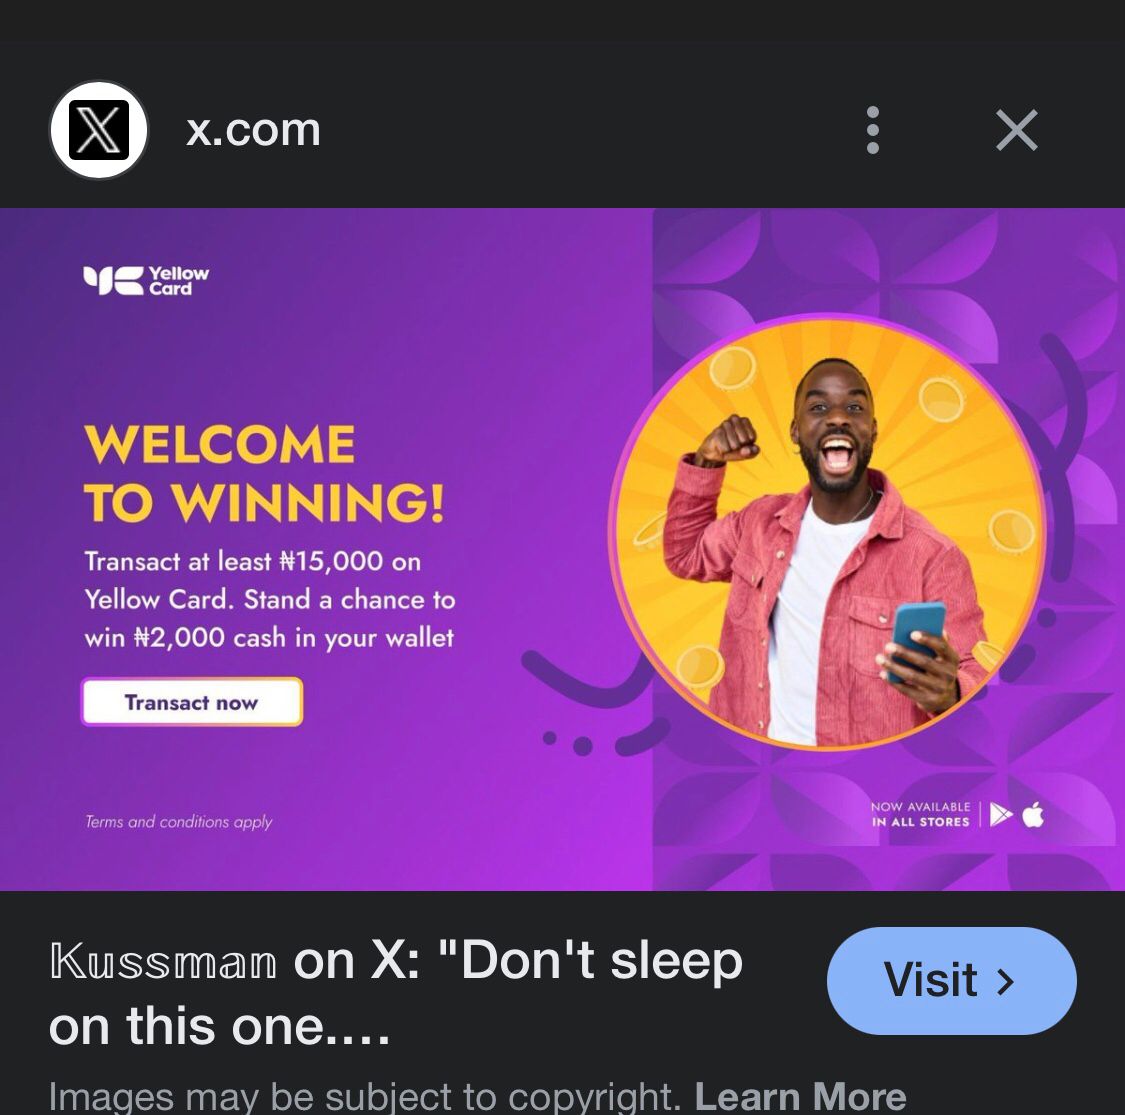 x.com
Yellow
Card
WELCOME
TO WINNING!
Transact at least ₦15,000 on
Yellow Card. Stand a chance to
win ₦2,000 cash in your wallet
Transact now
Terms and conditions apply
NOW AVAILABLE
IN ALL STORES
𝕂𝕦𝕤𝕤𝕞𝕒𝕟 on X: "Don't sleep
on this one....
Visit
Images may be subject to copyright. Learn More